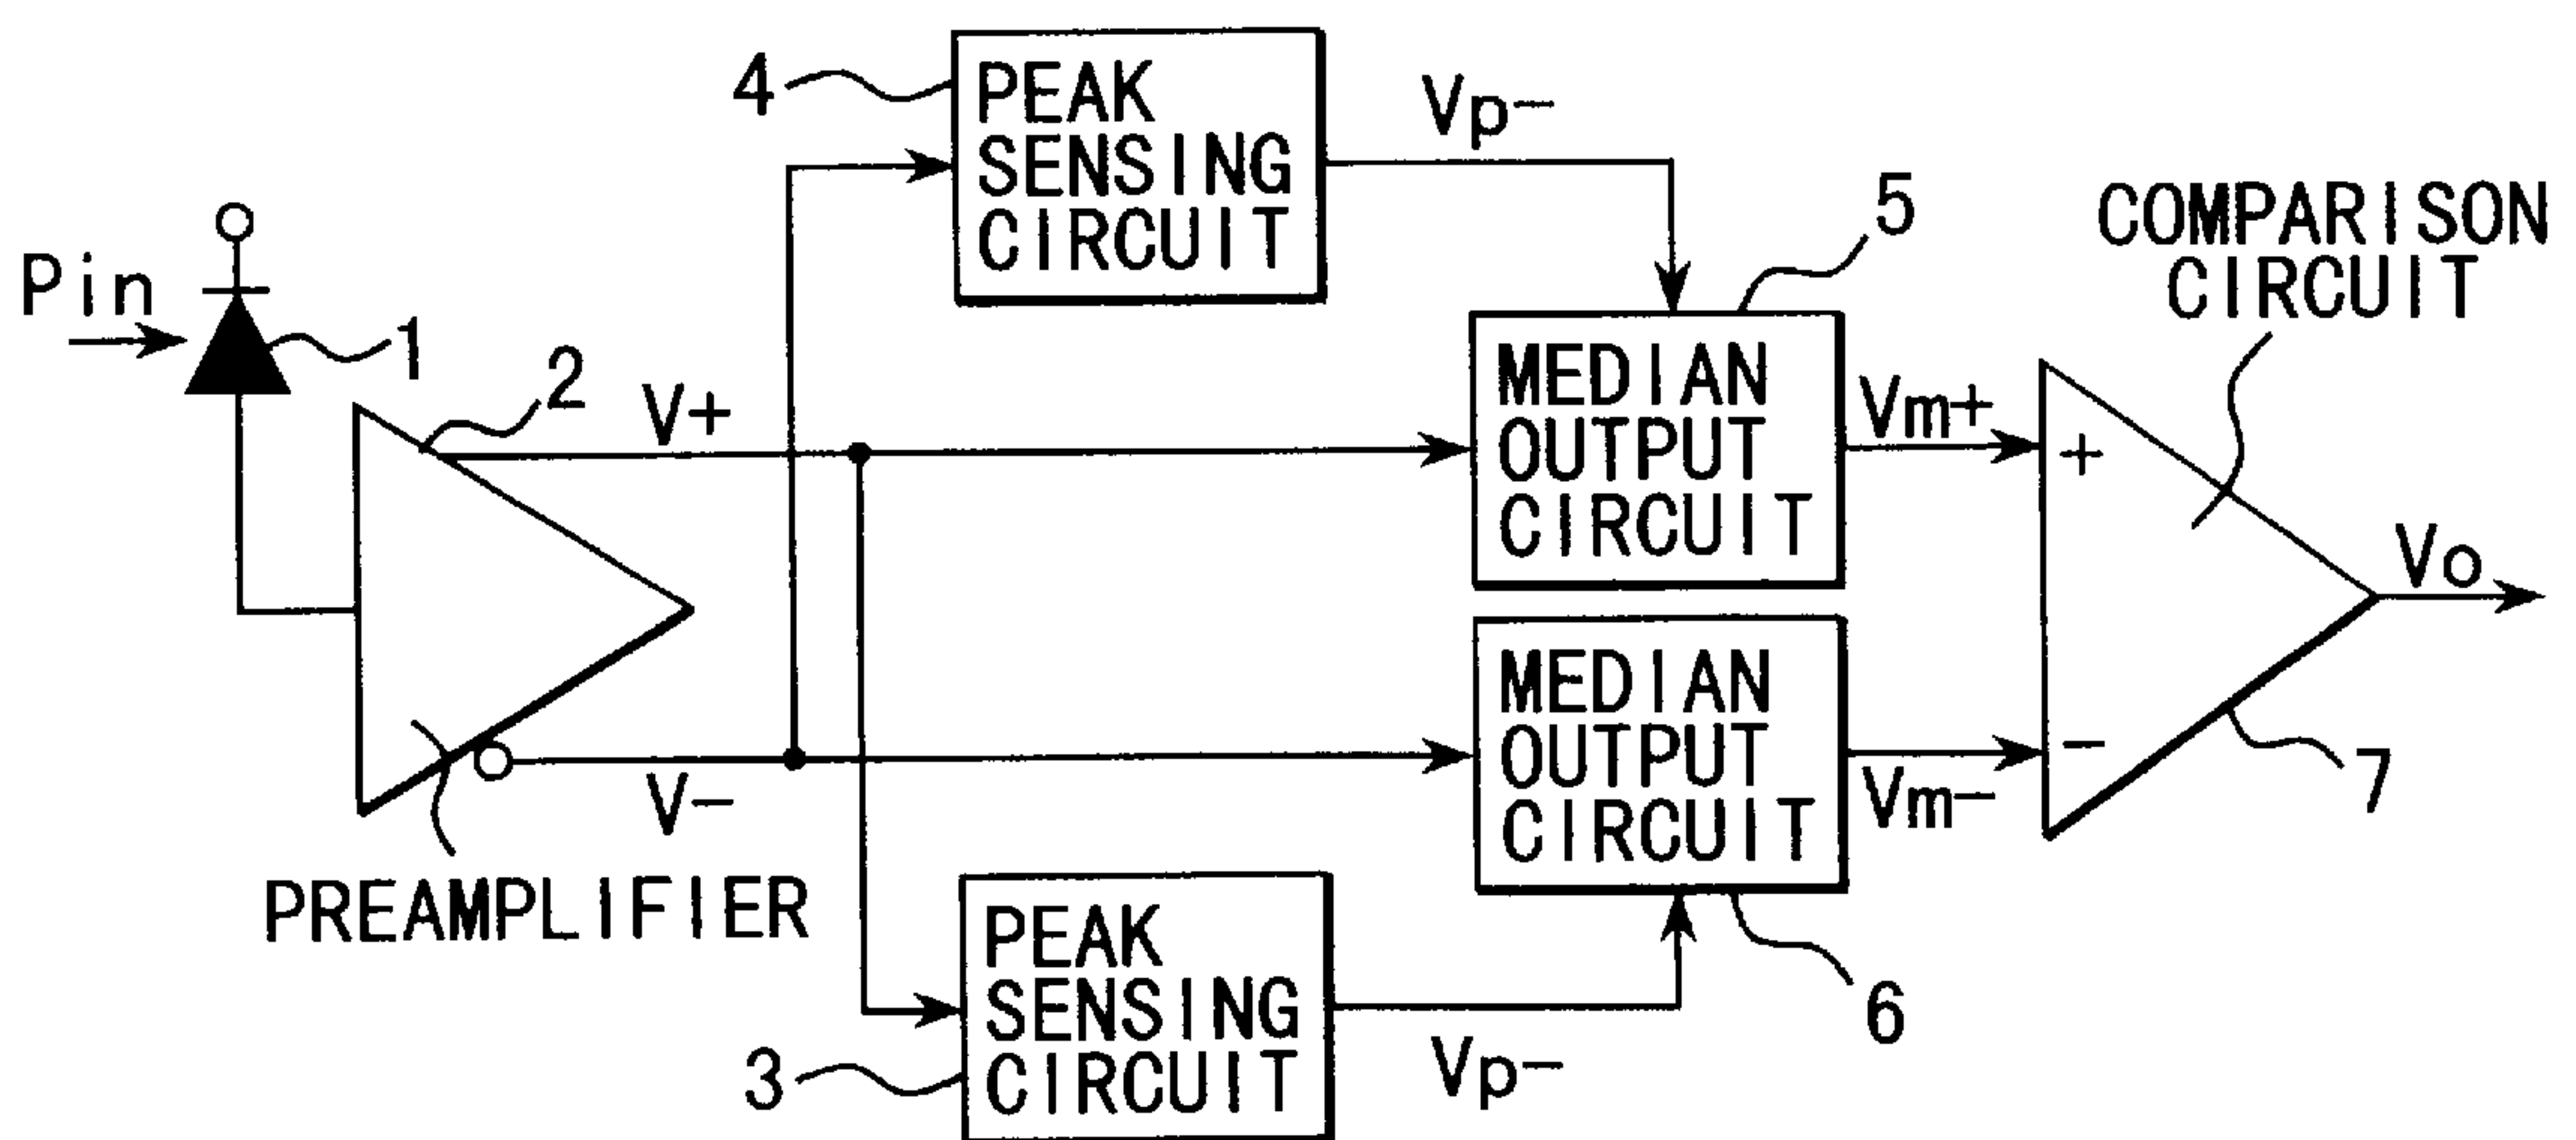 4
PEAK
SENSING
CIRCUIT
Vp-
5
COMPARISON
CIRCUIT
Pin
1
2
V+
MEDIAN
OUTPUT
CIRCUIT
Vm+
+
Vo
V-
MEDIAN
OUTPUT
CIRCUIT
Vm-
-
7
PREAMPLIFIER
PEAK
SENSING
CIRCUIT
3
Vp-
6